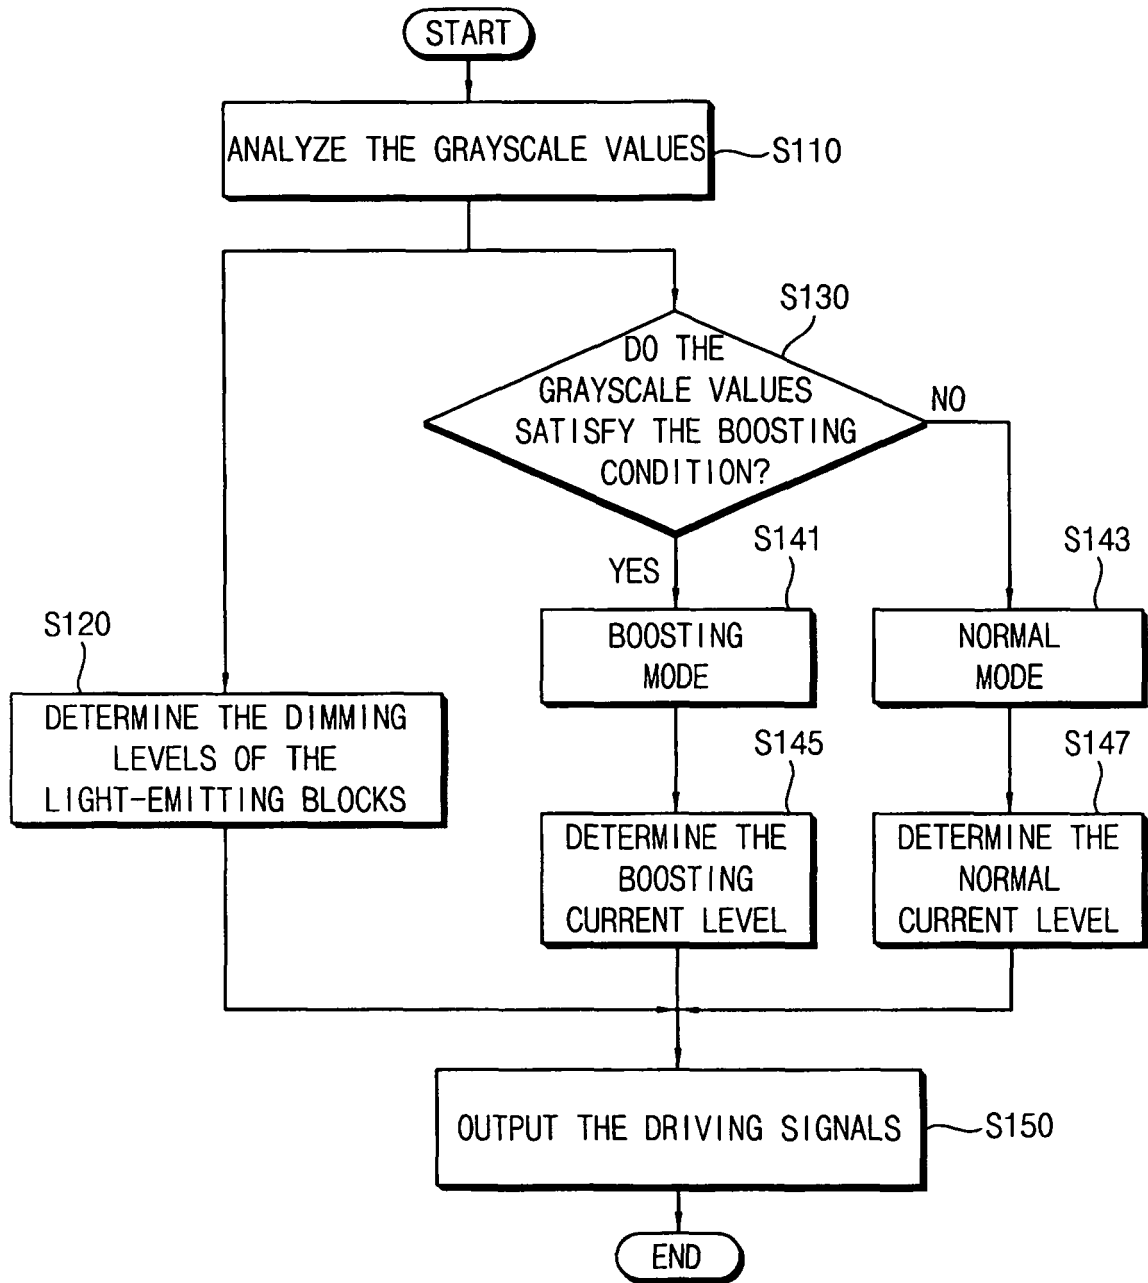 START
ANALYZE THE GRAYSCALE VALUES
S110
S130
DO THE
GRAYSCALE VALUES
SATISFY THE BOOSTING
CONDITION?
NO
YES
S141
S143
BOOSTING
MODE
NORMAL
MODE
S120
DETERMINE THE DIMMING
LEVELS OF THE
LIGHT-EMITTING BLOCKS
S145
S147
DETERMINE THE
BOOSTING
CURRENT LEVEL
DETERMINE THE
NORMAL
CURRENT LEVEL
OUTPUT THE DRIVING SIGNALS
S150
END